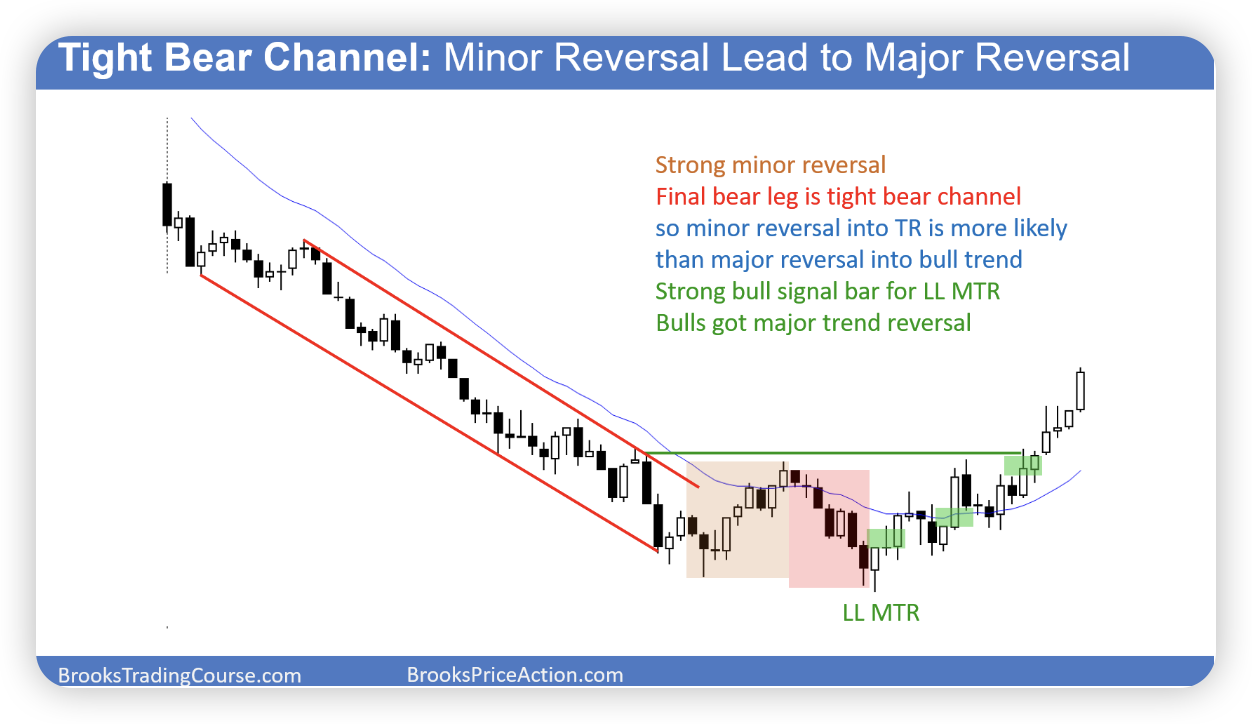 Tight Bear Channel: Minor Reversal Lead to Major Reversal
Strong minor reversal
Final bear leg is tight bear channel
so minor reversal into TR is more likely
than major reversal into bull trend
Strong bull signal bar for LL MTR
Bulls got major trend reversal
LL MTR
BrooksTradingCourse.com
BrooksPriceAction.com